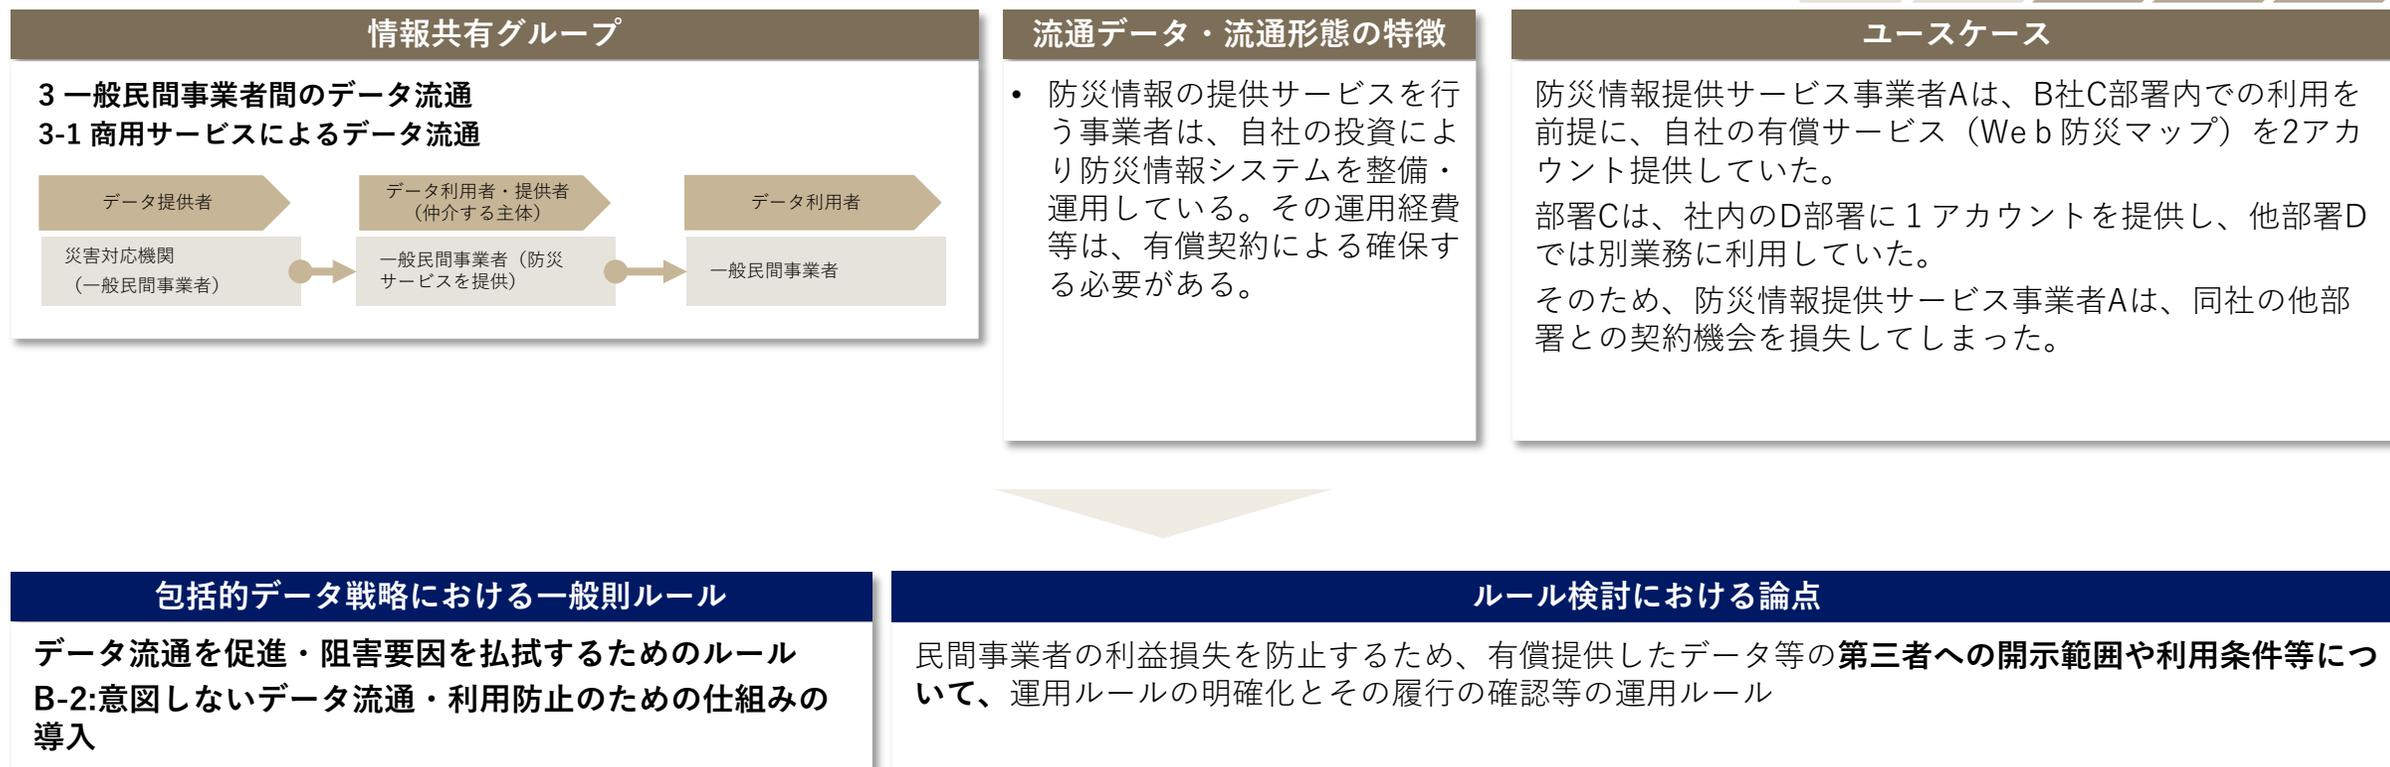 情報共有グループ
3 一般民間事業者間のデータ流通
3-1 商用サービスによるデータ流通
データ提供者
データ利用者・提供者
(仲介する主体)
データ利用者
災害対応機関
（一般民間事業者）
一般民間事業者（防災
サービスを提供）
一般民間事業者
流通データ・流通形態の特徴
• 防災情報の提供サービスを行
う事業者は、自社の投資によ
り防災情報システムを整備・
運用している。その運用経費
等は、有償契約による確保す
る必要がある。
ユースケース
防災情報提供サービス事業者Aは、B社C部署内での利用を
前提に、自社の有償サービス（Weｂ防災マップ）を2アカ
ウント提供していた。
部署Cは、社内のD部署に１アカウントを提供し、他部署D
では別業務に利用していた。
そのため、防災情報提供サービス事業者Aは、同社の他部
署との契約機会を損失してしまった。
包括的データ戦略における一般則ルール
データ流通を促進・阻害要因を払拭するためのルール
B-2:意図しないデータ流通・利用防止のための仕組みの
導入
ルール検討における論点
民間事業者の利益損失を防止するため、有償提供したデータ等の第三者への開示範囲や利用条件等につ
いて、運用ルールの明確化とその履行の確認等の運用ルール